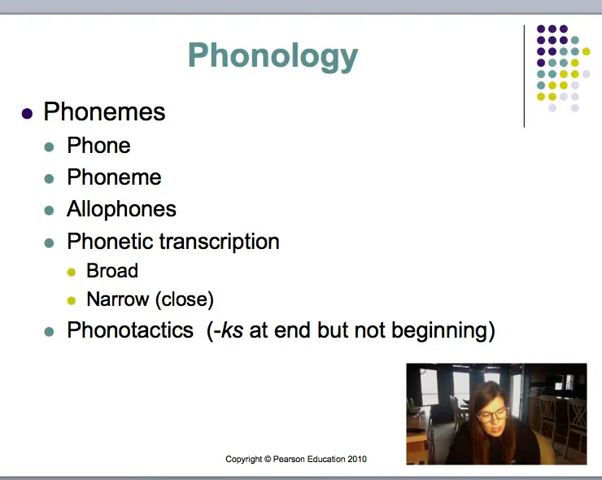 Phonology
Phonemes
Phone
Phoneme
Allophones
Phonetic transcription
Broad
Narrow (close)
Phonotactics (-ks at end but not beginning)
Copyright © Pearson Education 2010